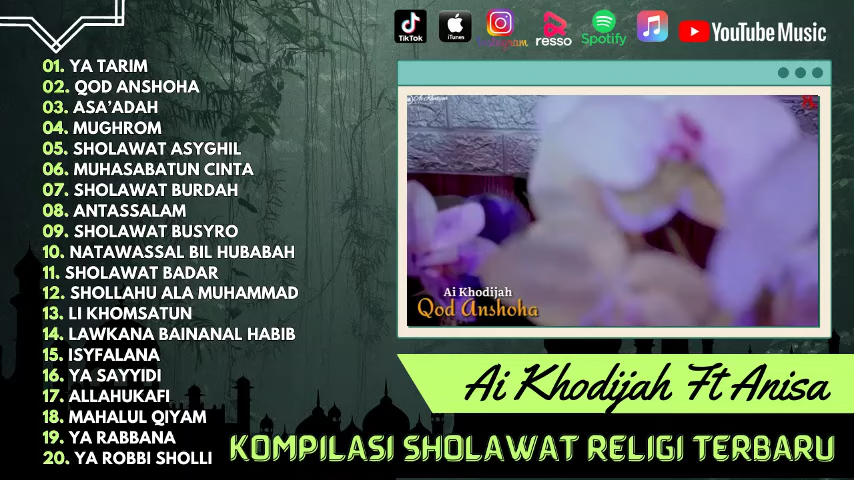 TikTok
iTunes
Instagram
resso
Spotify
YouTube Music
01. YA TARIM
02. QOD ANSHOHA
03. ASA'ADAH
04. MUGHROM
05. SHOLAWAT ASYGHIL
06. MUHASABATUN CINTA
07. SHOLAWAT BURDAH
08. ANTASSALAM
09. SHOLAWAT BUSYRO
10. NATAWASSAL BIL HUBABAH
11. SHOLAWAT BADAR
12. SHOLLAHU ALA MUHAMMAD
13. LI KHOMSATUN
14. LAWKANA BAINANAL HABIB
15. ISYFALANA
16. YA SAYYIDI
17. ALLAHUKAFI
18. MAHALUL QIYAM
19. YA RABBANA
20. YA ROBBI SHOLLI
Ai Khodijah
Ai Khodijah
Qod Anshoha
Ai Khodijah Ft Anisa
KOMPILASI SHOLAWAT RELIGI TERBARU